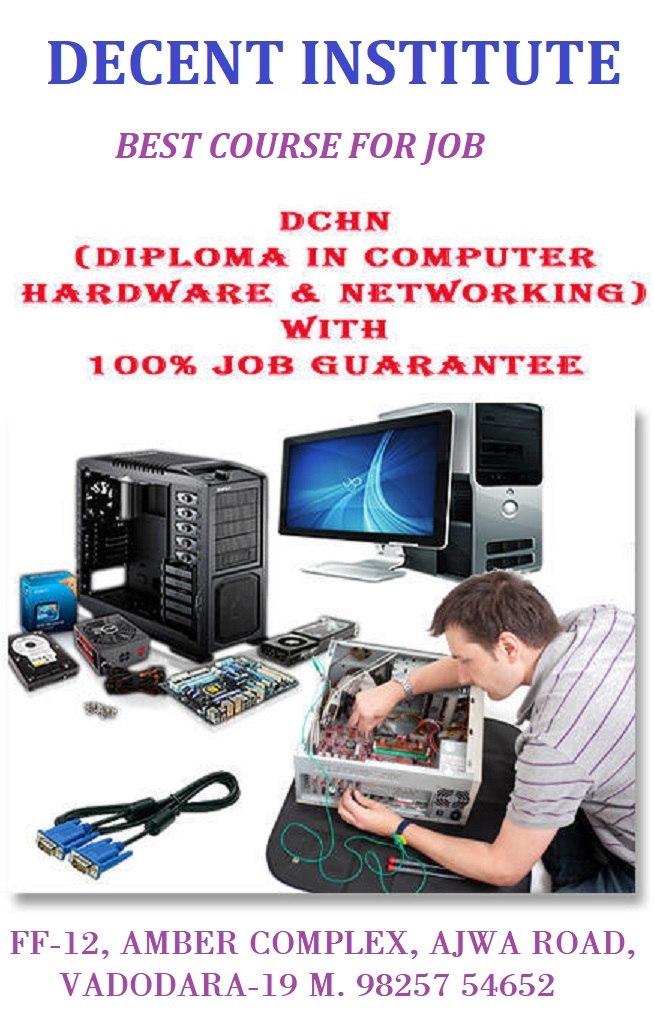 DECENT INSTITUTE
BEST COURSE FOR JOB
DCHN
(DIPLOMA IN COMPUTER
HARDWARE & NETWORKING)
WITH
100% JOB GUARANTEE
FF-12, AMBER COMPLEX, AJWA ROAD,
VADODARA-19 M. 98257 54652